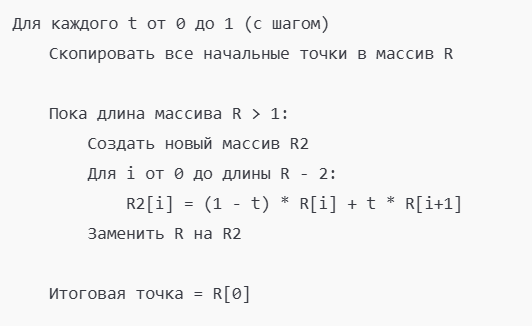 Для каждого t от 0 до 1 (с шагом)
Скопировать все начальные точки в массив R
Пока длина массива R > 1:
Создать новый массив R2
Для i от 0 до длины R - 2:
R2[i] = (1 - t) * R[i] + t * R[i+1]
Заменить R на R2
Итоговая точка = R[0]